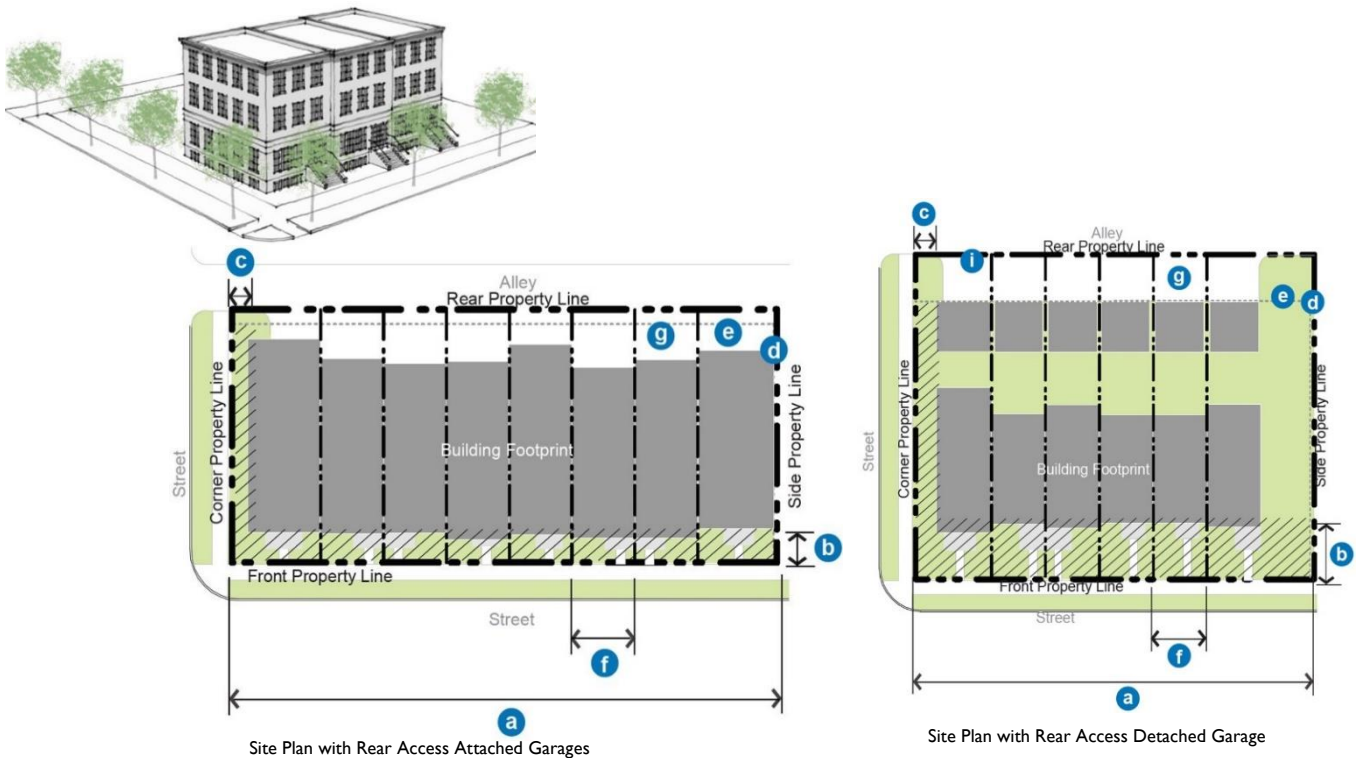 c
Alley
Rear Property Line
g
e
d
Corner Property Line
Side Property Line
Street
Building Footprint
b
Front Property Line
Street
f
a
Site Plan with Rear Access Attached Garages
c
Alley
Rear Property Line
i
g
e
d
Corner Property Line
Side Property Line
Street
Building Footprint
b
Front Property Line
Street
f
a
Site Plan with Rear Access Detached Garage